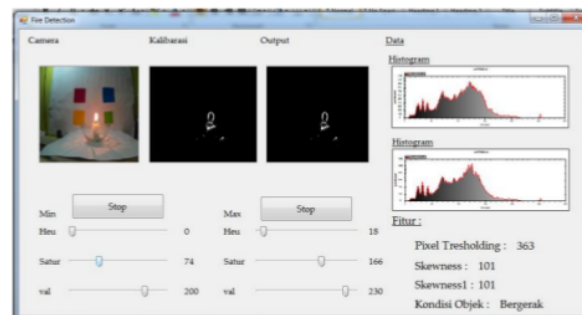 Fire Detection
Camera Kalibarasi Output Data
Histogram
Histogram
Min Stop Max Stop
Heu 0 Heu 18
Satur 74 Satur 166
val 200 val 230
Fitur :
Pixel Tresholding : 363
Skewness : 101
Skewness1 : 101
Kondisi Objek : Bergerak